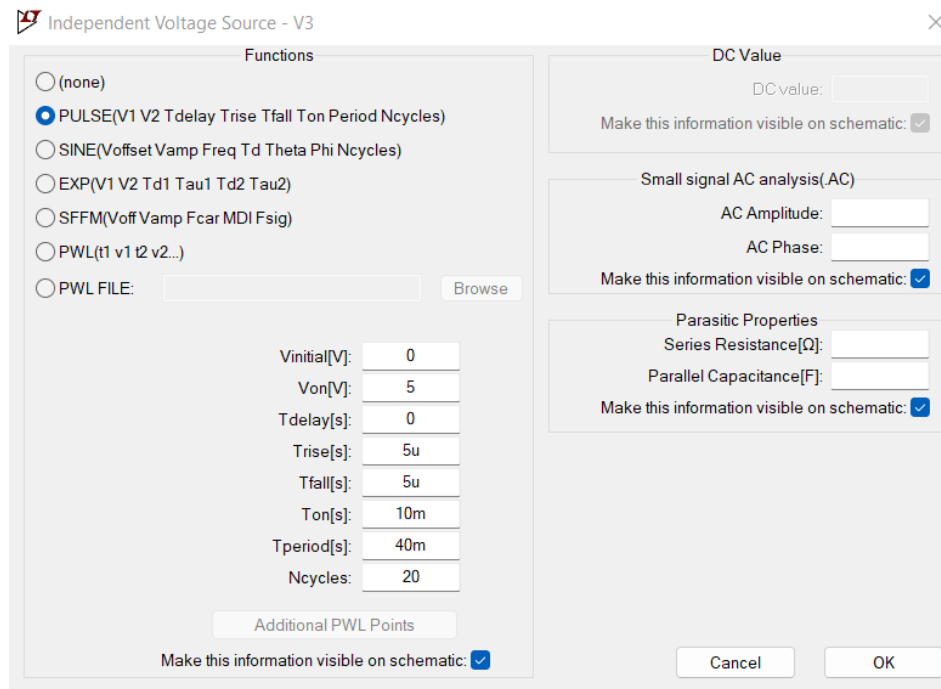 Independent Voltage Source - V3
Functions
(none)
PULSE(V1 V2 Tdelay Trise Tfall Ton Period Ncycles)
SINE(Voffset Vamp Freq Td Theta Phi Ncycles)
EXP(V1 V2 Td1 Tau1 Td2 Tau2)
SFFM(Voff Vamp Fcar MDI Fsig)
PWL(t1 v1 t2 v2...)
PWL FILE: Browse
Vinitial[V]: 0
Von[V]: 5
Tdelay[s]: 0
Trise[s]: 5u
Tfall[s]: 5u
Ton[s]: 10m
Tperiod[s]: 40m
Ncycles: 20
Additional PWL Points
Make this information visible on schematic:
DC Value
DC value:
Make this information visible on schematic:
Small signal AC analysis(.AC)
AC Amplitude:
AC Phase:
Make this information visible on schematic:
Parasitic Properties
Series Resistance[Ω]:
Parallel Capacitance[F]:
Make this information visible on schematic:
Cancel OK